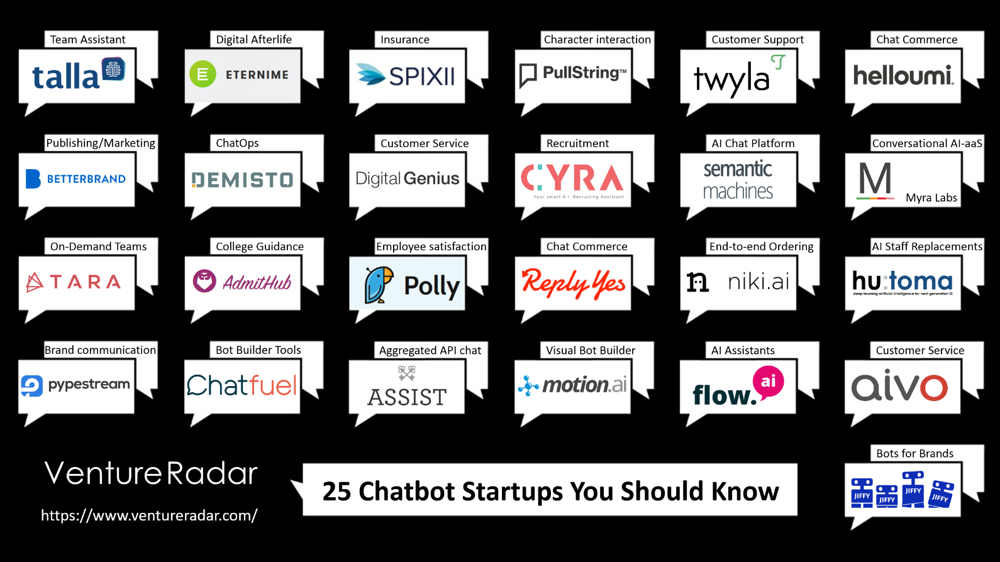 Team Assistant
talla
Digital Afterlife
E ETERNIME
Insurance
SPIXII
Character interaction
PullString™
Customer Support
twyla
Chat Commerce
helloumi.
Publishing/Marketing
B BETTERBRAND
ChatOps
DEMISTO
Customer Service
Digital Genius
Recruitment
CYRA
Your smart A.I. Recruiting Assistant
AI Chat Platform
semantic
machines
Conversational AI-aaS
M
Myra Labs
On-Demand Teams
TARA
College Guidance
AdmitHub
Employee satisfaction
Polly
Chat Commerce
Reply Yes
End-to-end Ordering
n niki.ai
AI Staff Replacements
hu:toma
deep learning artificial intelligence for next generation UI
Brand communication
pypestream
Bot Builder Tools
Chatfuel
Aggregated API chat
ASSIST
Visual Bot Builder
motion.ai
AI Assistants
flow.ai
Customer Service
aivo
Bots for Brands
JIFFY JIFFY JIFFY JIFFY
VentureRadar
https://www.ventureradar.com/
25 Chatbot Startups You Should Know